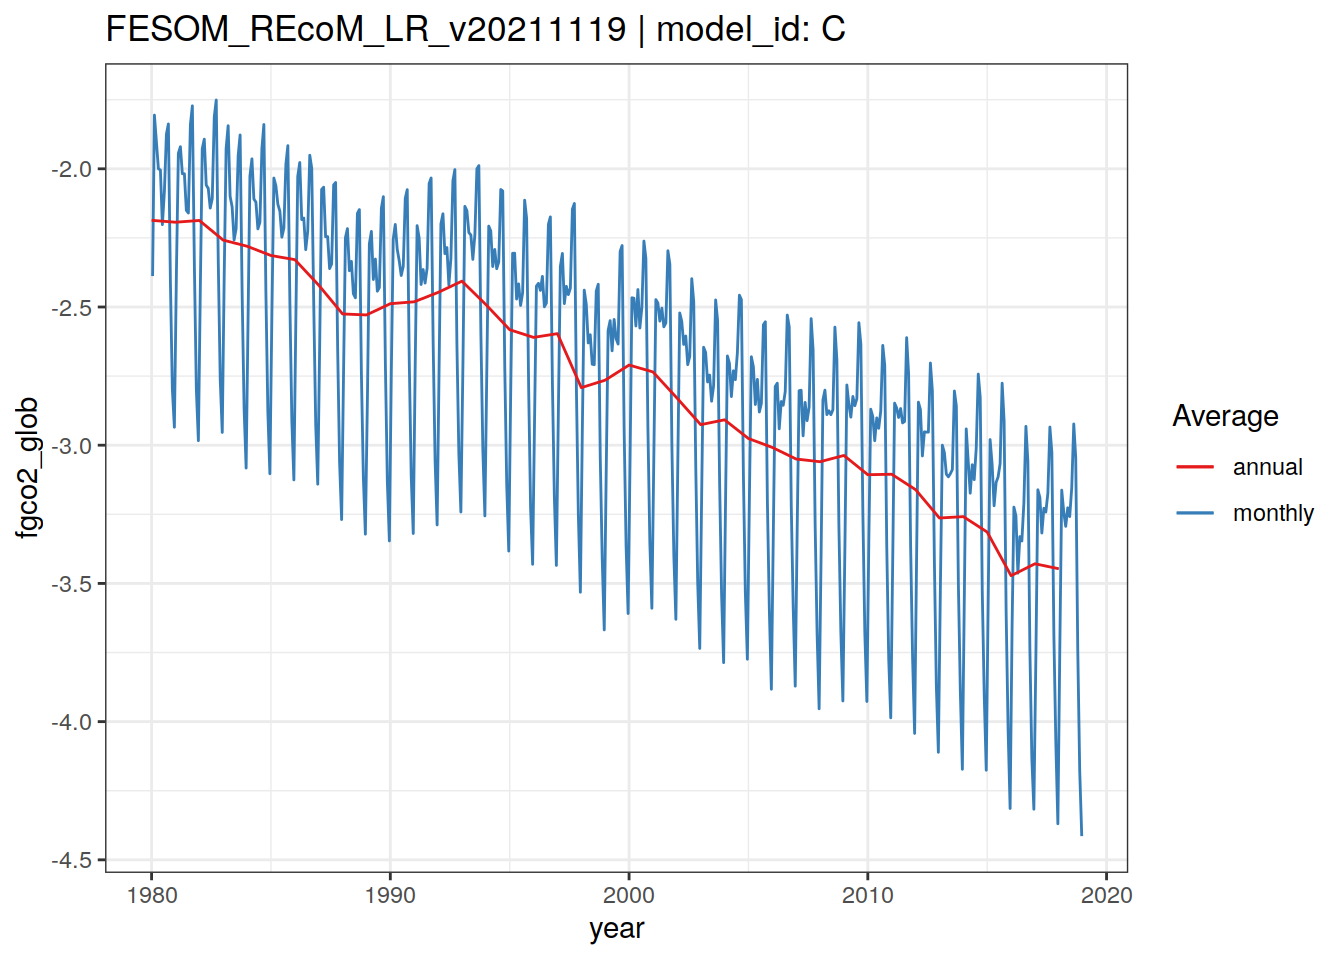 FESOM_REcoM_LR_v20211119 | model_id: C
fgco2_glob
-2.0
-2.5
-3.0
-3.5
-4.0
-4.5
1980
1990
2000
2010
2020
year
Average
annual
monthly